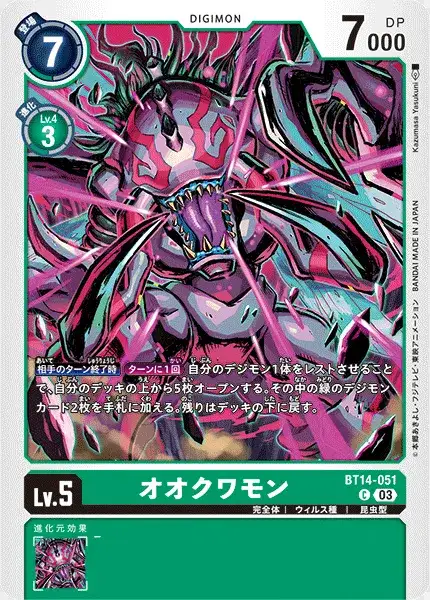 DIGIMON
登場
7
7000
DP
進化
Lv.4
3
Kazumasa Yasukuni
©本郷あきよし・フジテレビ・東映アニメーション BANDAI MADE IN JAPAN
相手のターン終了時 ターンに1回 自分のデジモン1体をレストさせること
で、自分のデッキの上から5枚オープンする。その中の緑のデジモン
カード2枚を手札に加える。残りはデッキの下に戻す。
Lv.5
オオクワモン
BT14-051
C 03
完全体 | ウィルス種 | 昆虫型
進化元効果